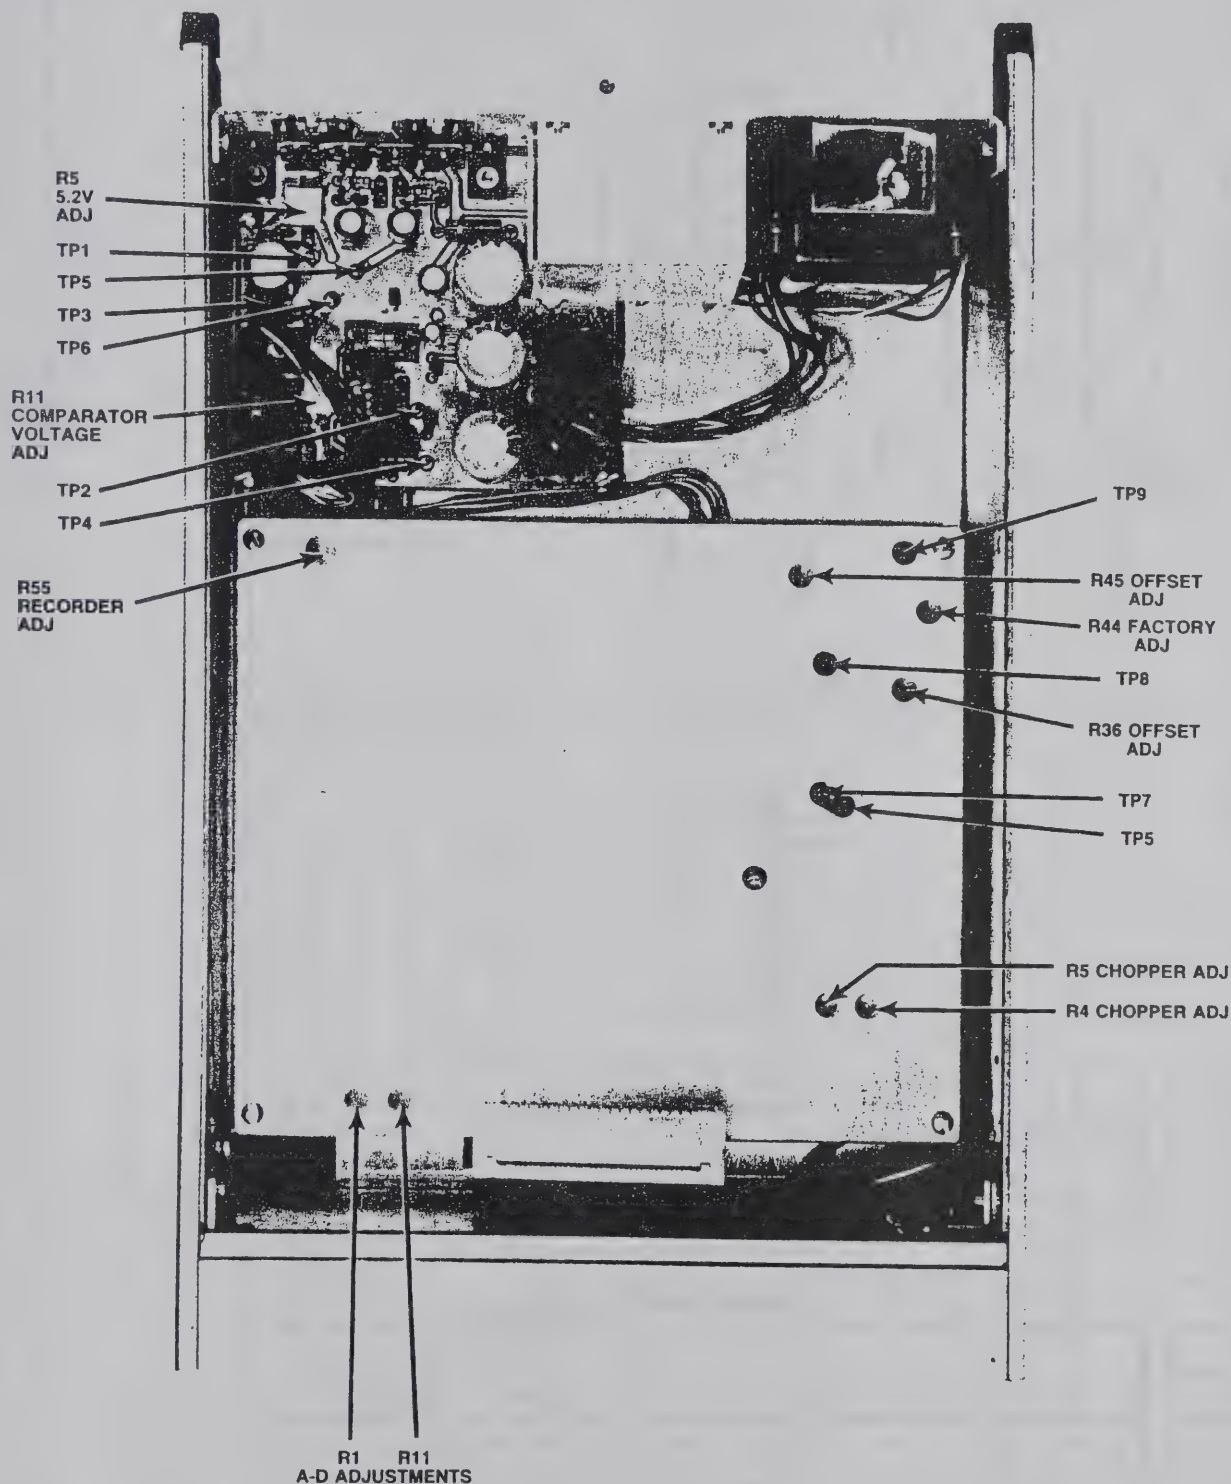 R5
5.2V
ADJ
TP1
TP5
TP3
TP6
R11
COMPARATOR
VOLTAGE
ADJ
TP2
TP4
R55
RECORDER
ADJ
TP9
R45 OFFSET
ADJ
R44 FACTORY
ADJ
TP8
R36 OFFSET
ADJ
TP7
TP5
R5 CHOPPER ADJ
R4 CHOPPER ADJ
R1 R11
A-D ADJUSTMENTS